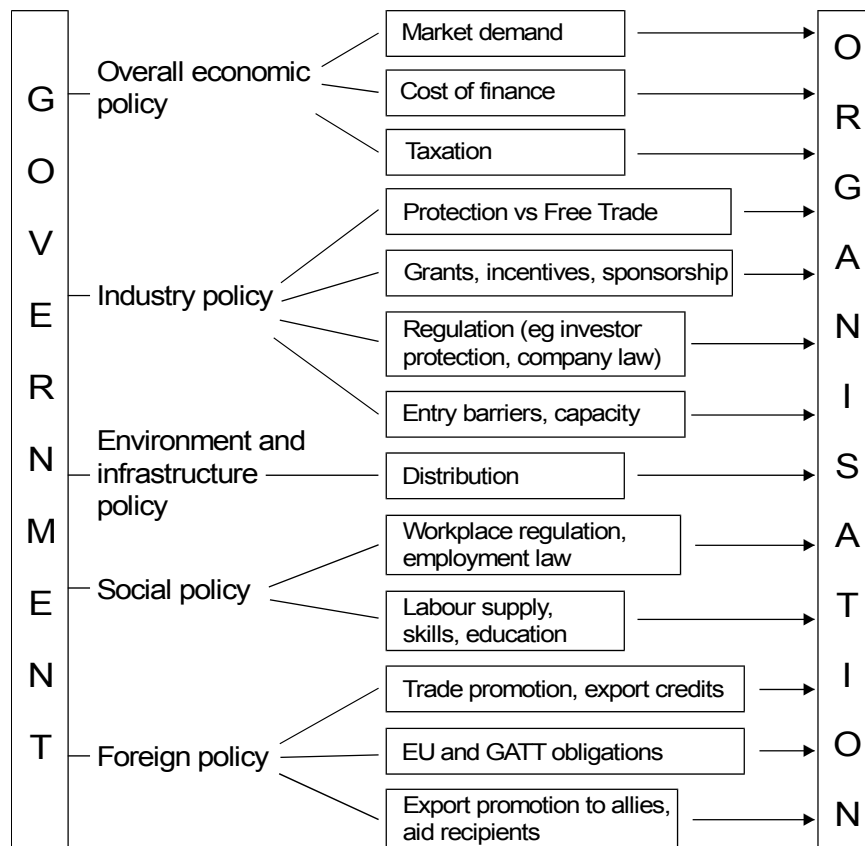 GOVERNMENT
Overall economic
policy
Market demand
Cost of finance
Taxation
Industry policy
Protection vs Free Trade
Grants, incentives, sponsorship
Regulation (eg investor
protection, company law)
Entry barriers, capacity
Environment and
infrastructure
policy
Distribution
Social policy
Workplace regulation,
employment law
Labour supply,
skills, education
Foreign policy
Trade promotion, export credits
EU and GATT obligations
Export promotion to allies,
aid recipients
ORGANISATION